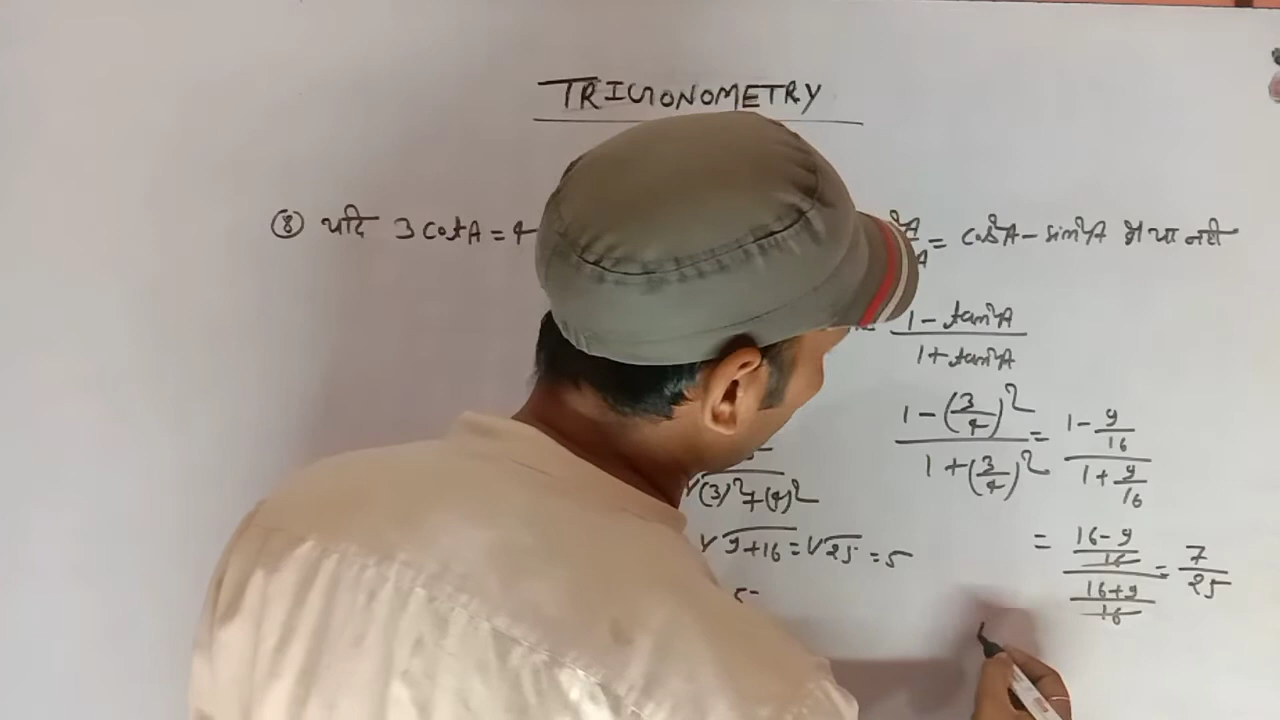 TRIGONOMETRY
⑧ यदि 3 cot A = 4 = cos²A - sin²A है या नहीं
= 1 - tan²A / 1 + tan²A
1 - (3/4)² / 1 + (3/4)² = 1 - 9/16 / 1 + 9/16
√(3)² + (4)²
√9+16 = √25 = 5
= 16-9/16 / 16+9/16 = 7/25
5